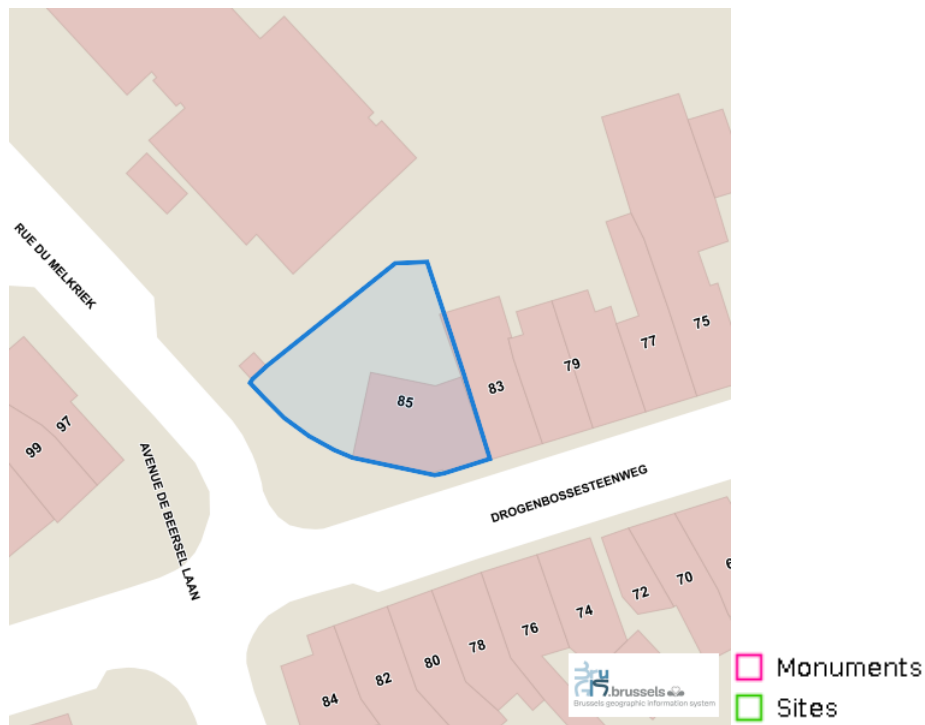 RUE DU MELKRIEK
75
77
79
83
85
97
99
AVENUE DE BEERSEL LAAN
DROGENBOSSESTEENWEG
72
70
74
76
78
80
82
84
.brussels
Brussels geographic information system
Monuments
Sites